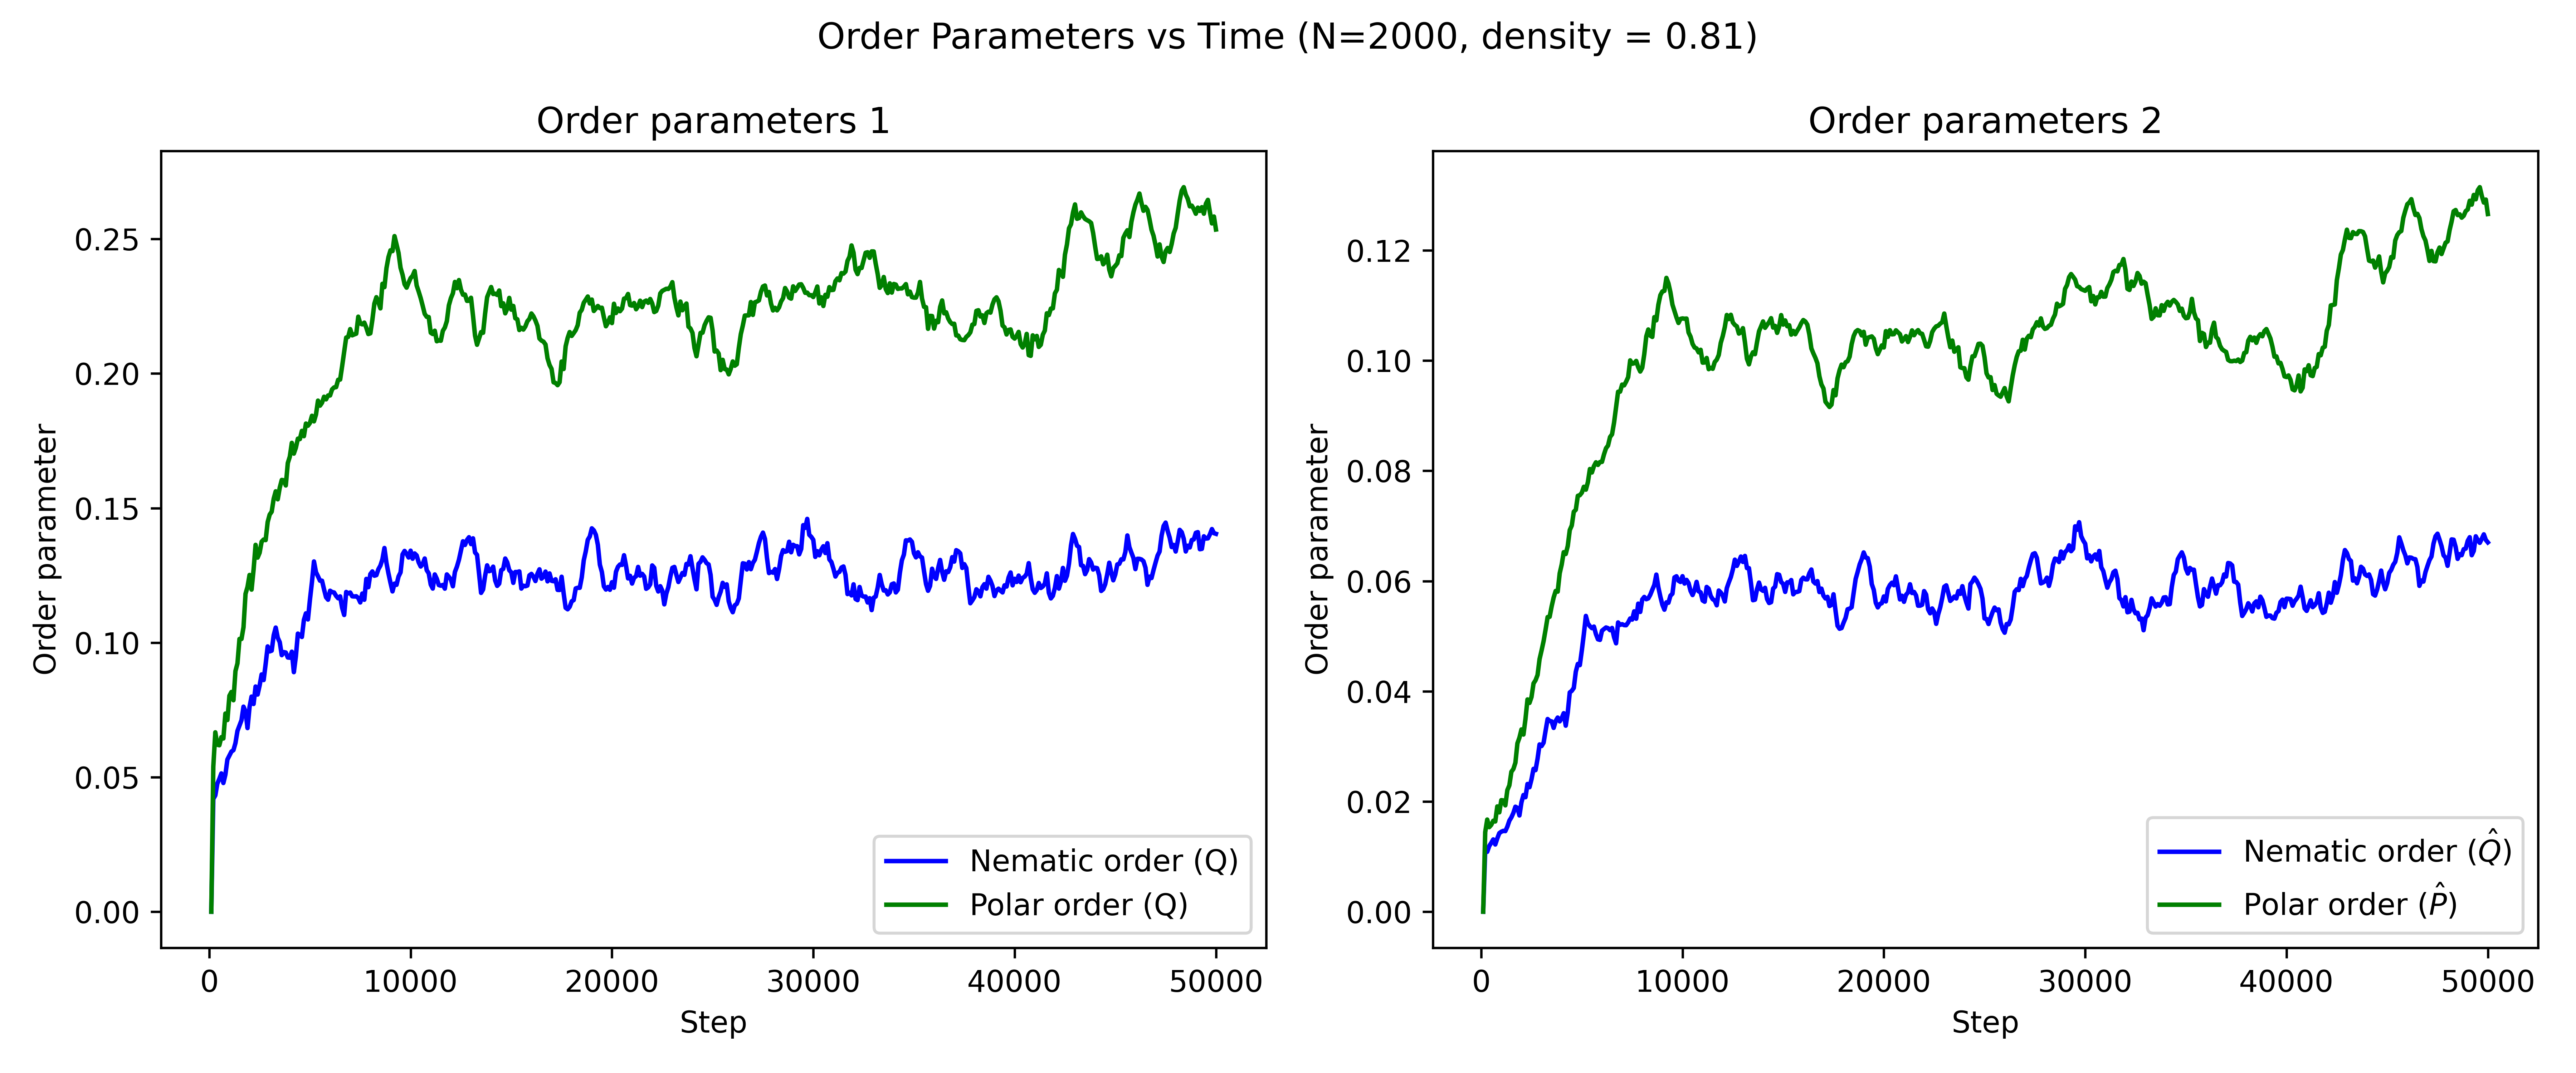 Order Parameters vs Time (N=2000, density = 0.81)
Order parameters 1
Order parameter
0.25
0.20
0.15
0.10
0.05
0.00
Nematic order (Q)
Polar order (Q)
0 10000 20000 30000 40000 50000
Step
Order parameters 2
Order parameter
0.12
0.10
0.08
0.06
0.04
0.02
0.00
Nematic order (Q̂)
Polar order (P̂)
0 10000 20000 30000 40000 50000
Step